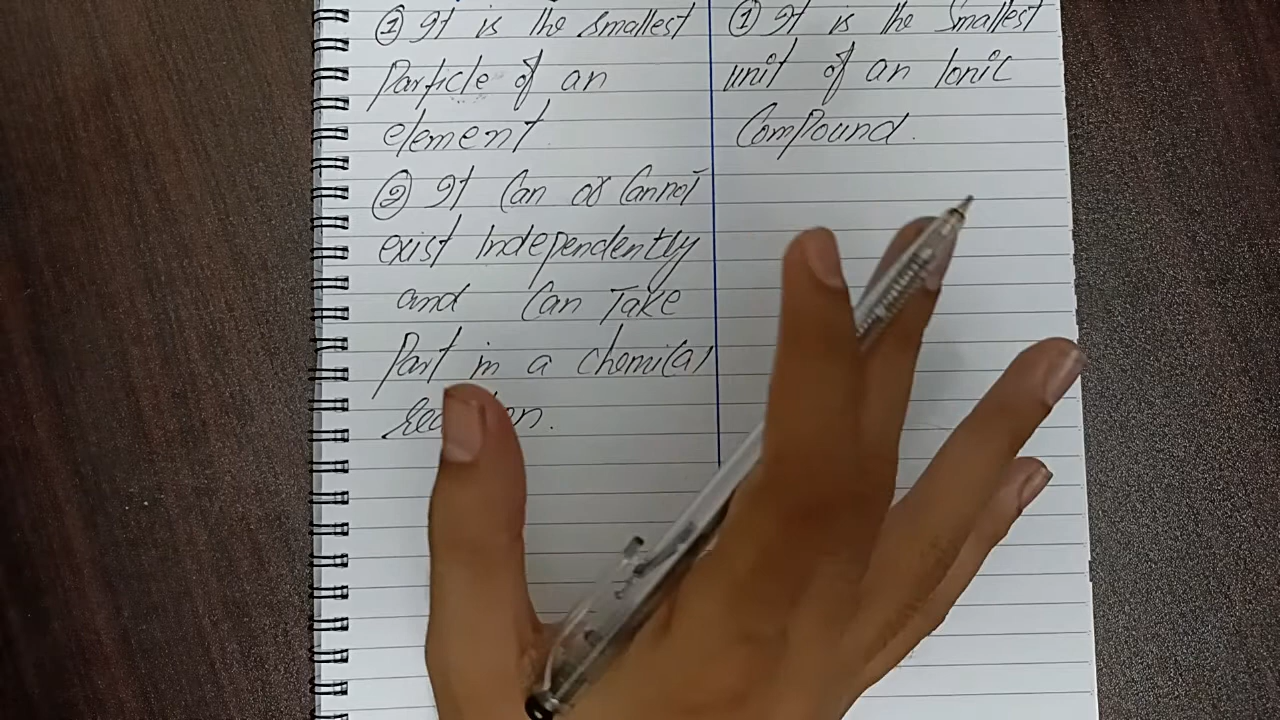 ① It is the smallest
Particle of an
element
② It Can or Cannot
exist Independently
and Can Take
Part in a chemical
① It is the Smallest
unit of an Ionic
Compound.